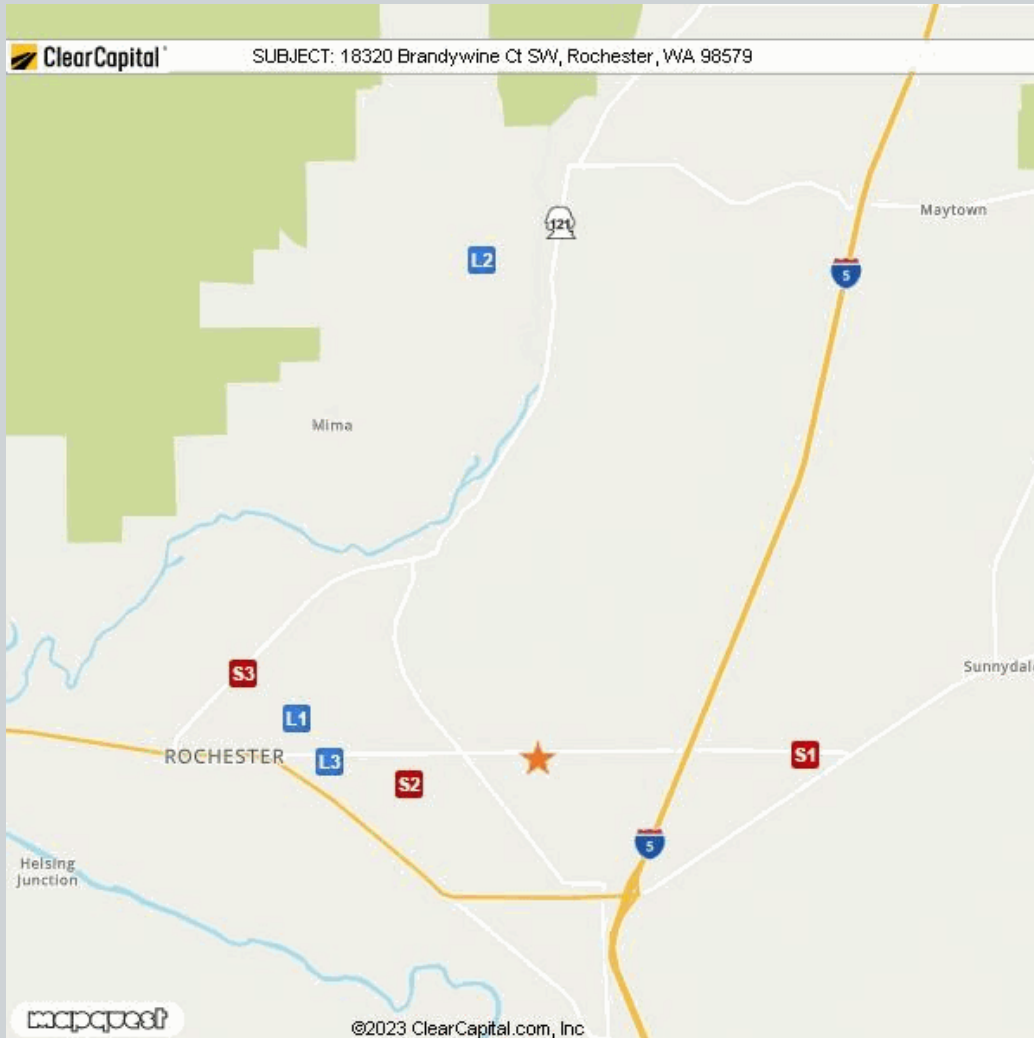 ClearCapital
SUBJECT: 18320 Brandywine Ct SW, Rochester, WA 98579
Maytown
121
L2
5
Mima
Sunnydale
S3
L1
ROCHESTER
L3
S1
S2
5
Helsing
Junction
mapquest
©2023 ClearCapital.com, Inc